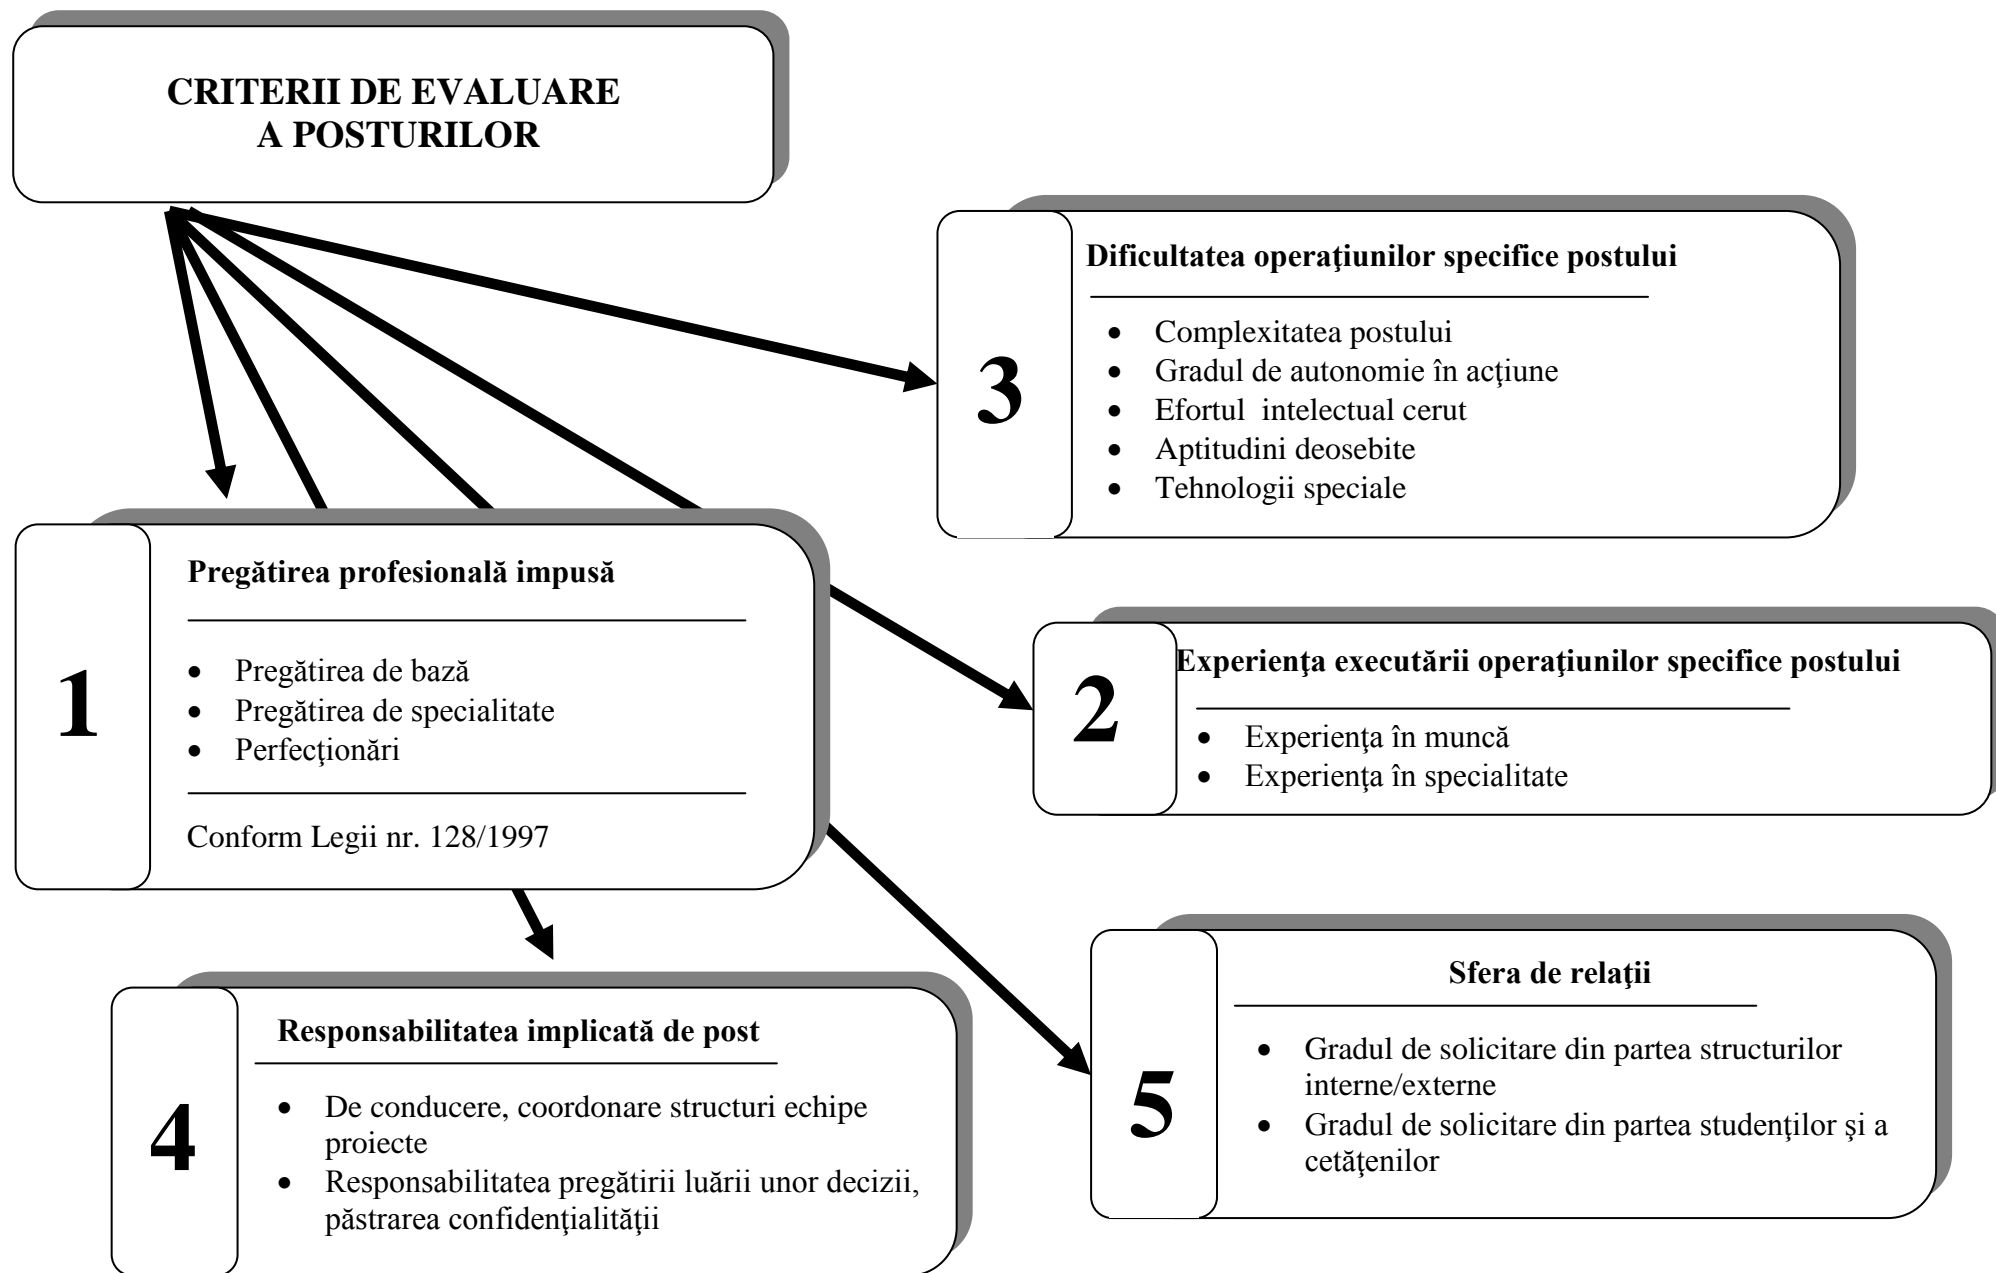 CRITERII DE EVALUARE
A POSTURILOR
3
Dificultatea operaţiunilor specifice postului
• Complexitatea postului
• Gradul de autonomie în acţiune
• Efortul intelectual cerut
• Aptitudini deosebite
• Tehnologii speciale
1
Pregătirea profesională impusă
• Pregătirea de bază
• Pregătirea de specialitate
• Perfecţionări
Conform Legii nr. 128/1997
2
Experienţa executării operaţiunilor specifice postului
• Experienţa în muncă
• Experienţa în specialitate
4
Responsabilitatea implicată de post
• De conducere, coordonare structuri echipe
proiecte
• Responsabilitatea pregătirii luării unor decizii,
păstrarea confidenţialităţii
5
Sfera de relaţii
• Gradul de solicitare din partea structurilor
interne/externe
• Gradul de solicitare din partea studenţilor şi a
cetăţenilor